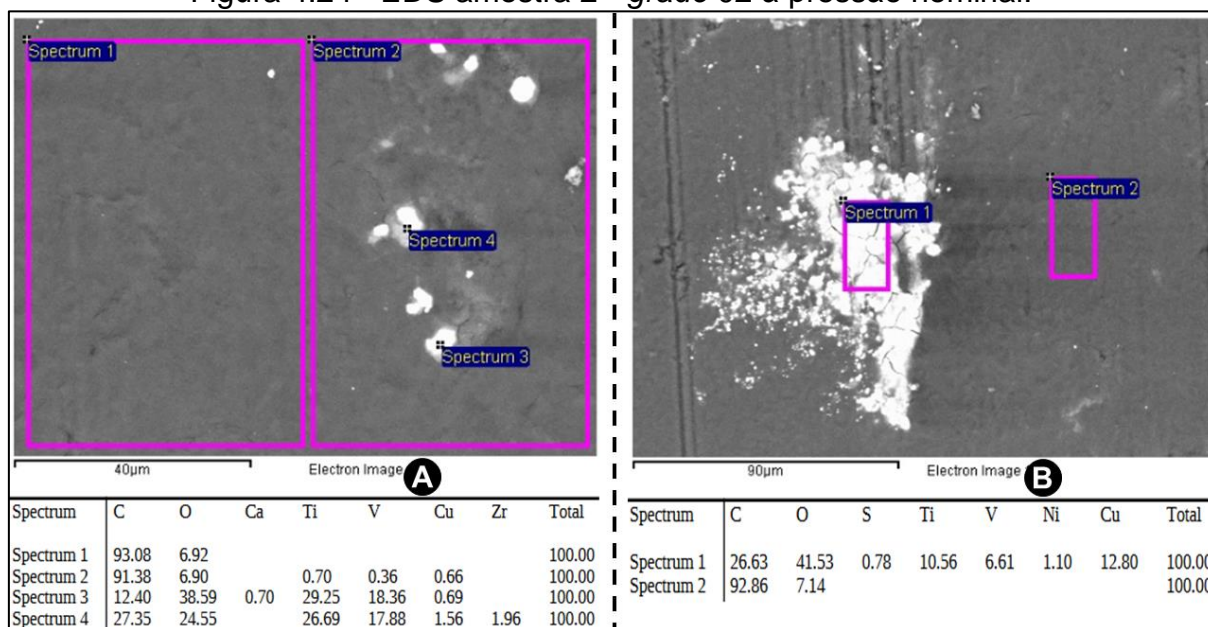 Figura 4.24 - EDS amostra 2 - grade 02 à pressão nominal.
Spectrum 1
Spectrum 2
Spectrum 4
Spectrum 3
40µm Electron Image A
Spectrum C O Ca Ti V Cu Zr Total
Spectrum 1 93.08 6.92 100.00
Spectrum 2 91.38 6.90 0.70 0.36 0.66 100.00
Spectrum 3 12.40 38.59 0.70 29.25 18.36 0.69 100.00
Spectrum 4 27.35 24.55 26.69 17.88 1.56 1.96 100.00
Spectrum 1
Spectrum 2
90µm Electron Image B
Spectrum C O S Ti V Ni Cu Total
Spectrum 1 26.63 41.53 0.78 10.56 6.61 1.10 12.80 100.00
Spectrum 2 92.86 7.14 100.00